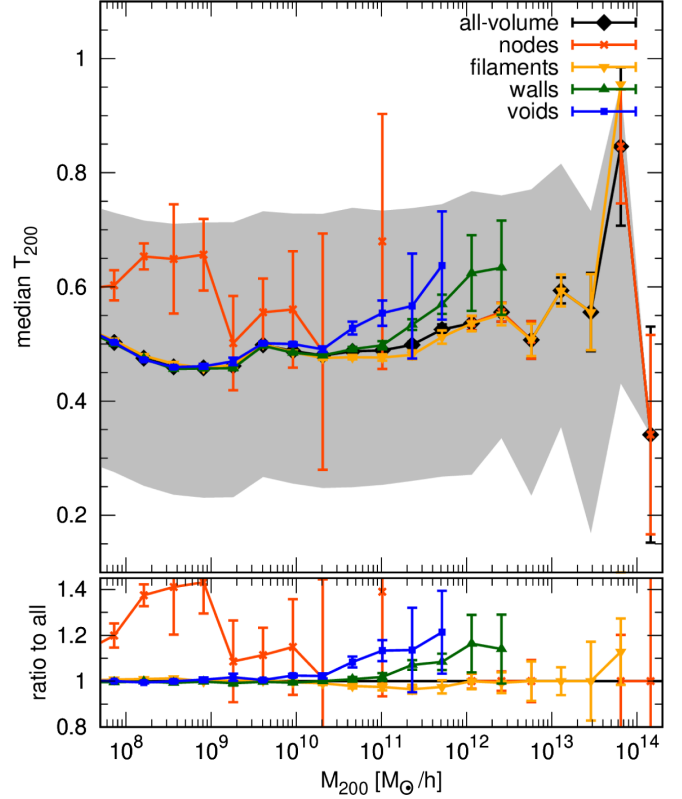 all-volume
nodes
filaments
walls
voids
1
0.8
0.6
0.4
0.2
median T200
1.4
1.2
1
0.8
ratio to all
10^8 10^9 10^10 10^11 10^12 10^13 10^14
M200 [M⊙/h]